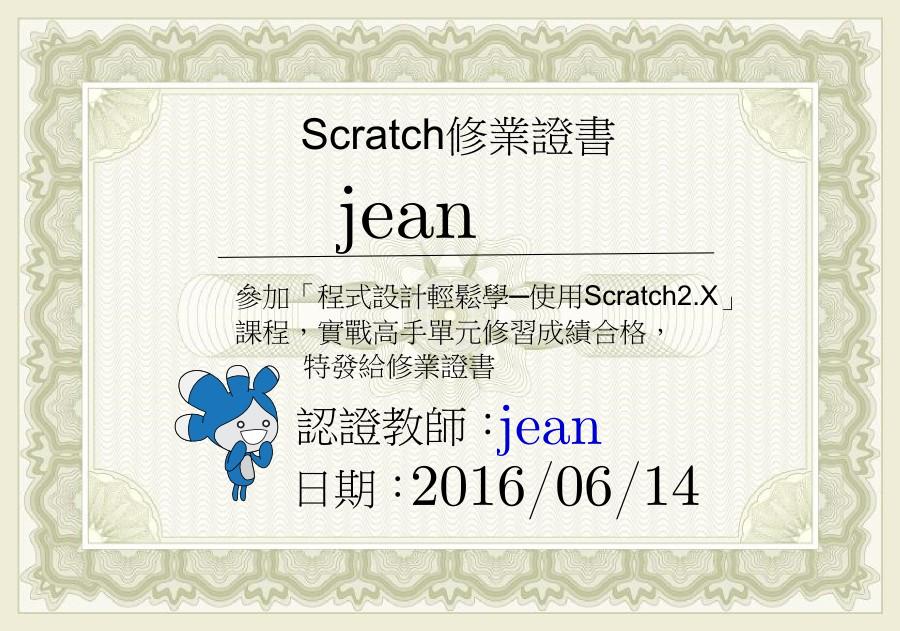 Scratch修業證書
jean
參加「程式設計輕鬆學─使用Scratch2.X」
課程，實戰高手單元修習成績合格，
特發給修業證書
認證教師：jean
日期：2016/06/14